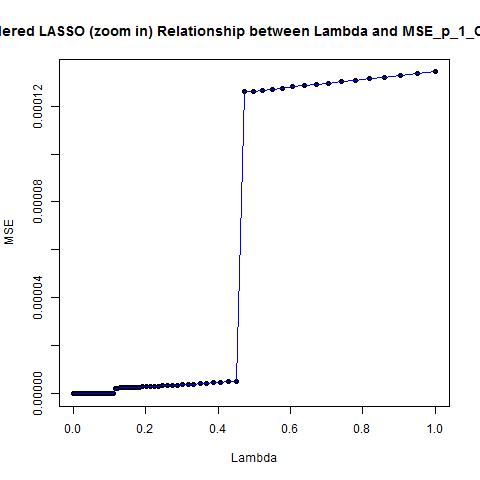 dered LASSO (zoom in) Relationship between Lambda and MSE_p_1_C
0.00012
0.00008
MSE
0.00004
0.00000
0.0 0.2 0.4 0.6 0.8 1.0
Lambda